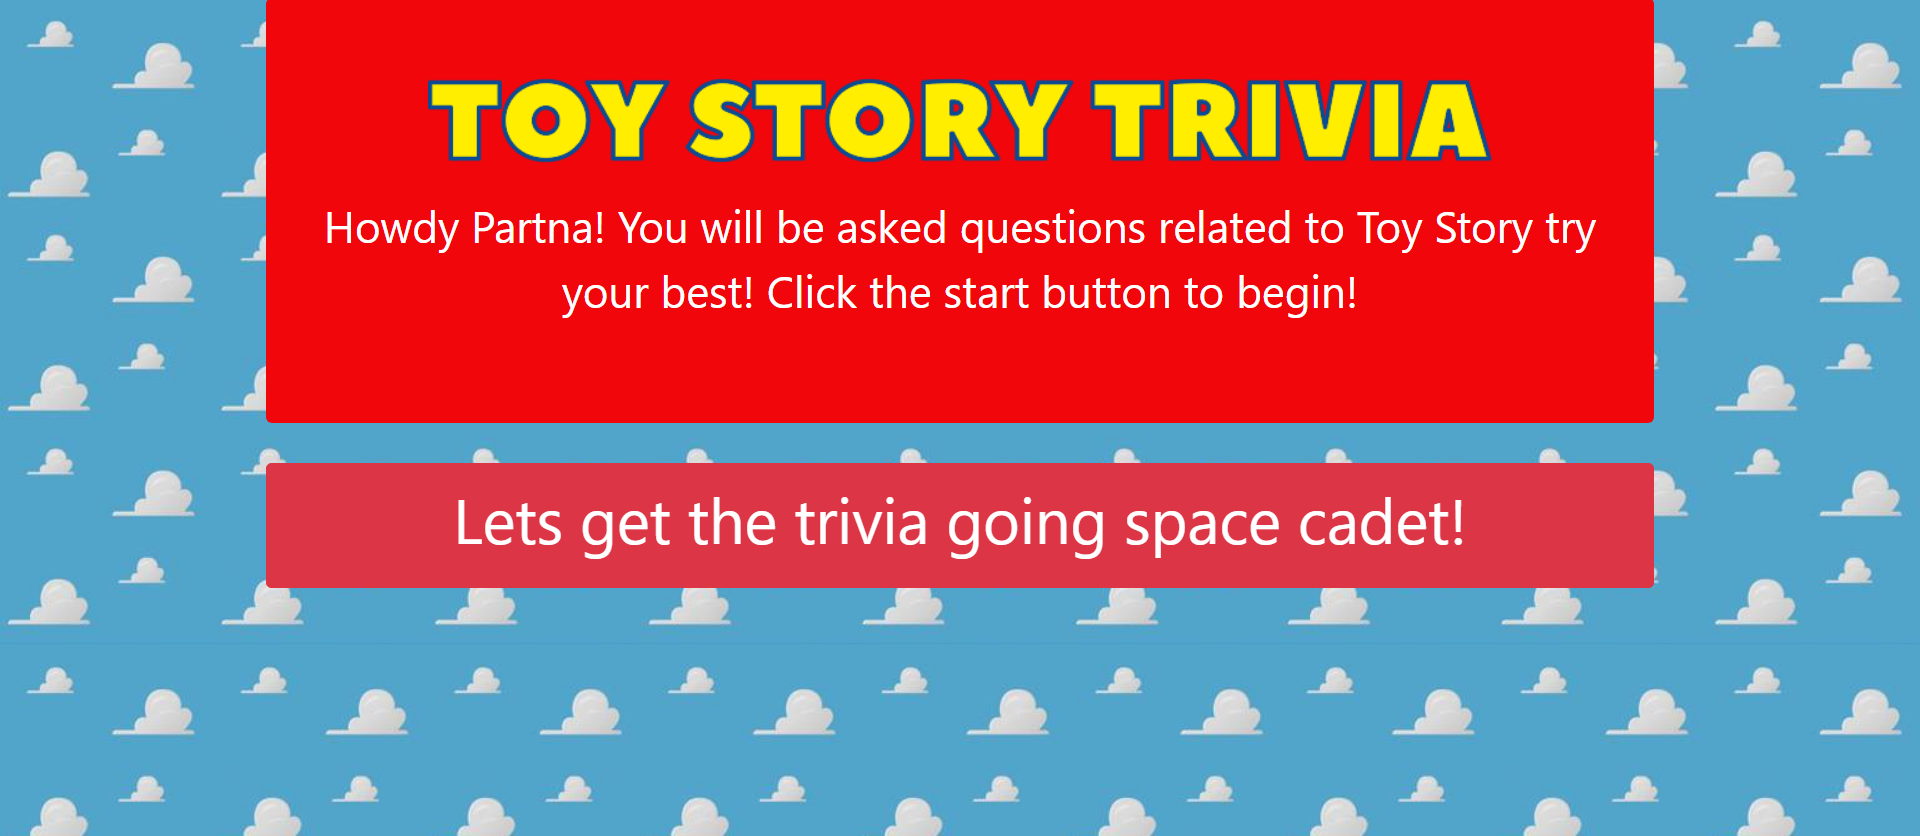 TOY STORY TRIVIA
Howdy Partna! You will be asked questions related to Toy Story try
your best! Click the start button to begin!
Lets get the trivia going space cadet!